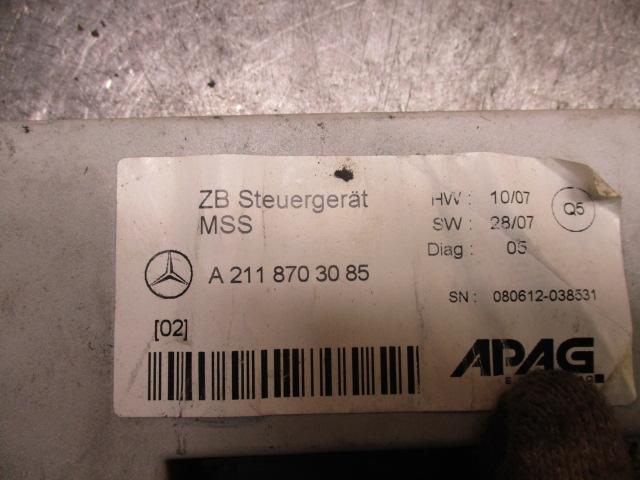 ZB Steuergerät
MSS
A 211 870 30 85
[02]
HW : 10/07
SW : 28/07
Diag : 05
Q5
SN : 080612-038531
APAG